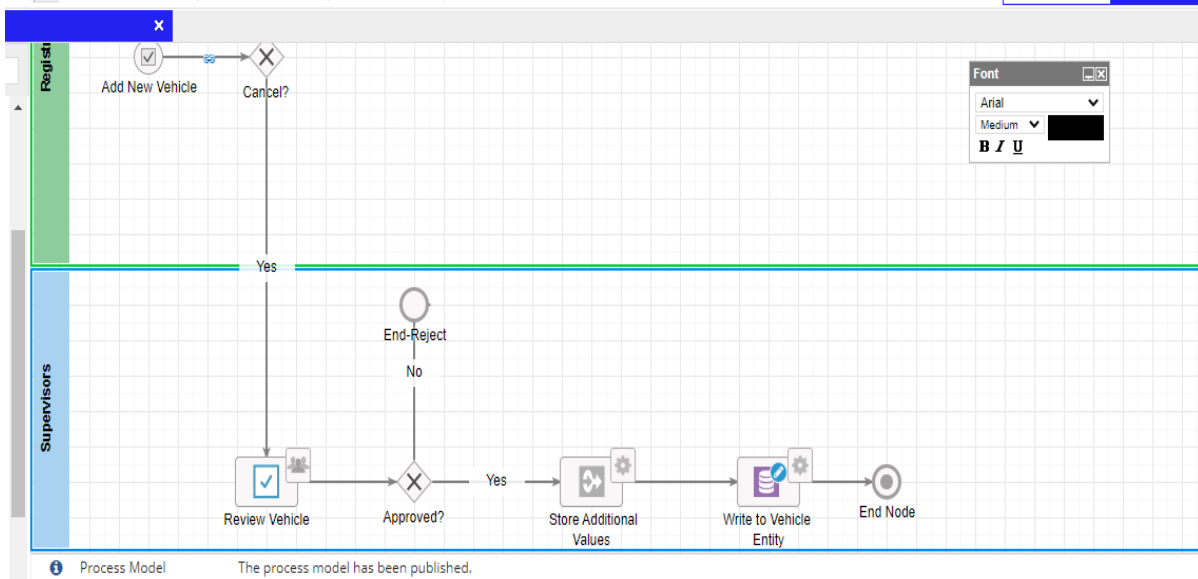 Add New Vehicle
Cancel?
Font
Arial
Medium
B I U
Yes
Supervisors
End-Reject
No
Yes
Review Vehicle
Approved?
Store Additional
Values
Write to Vehicle
Entity
End Node
Process Model
The process model has been published.